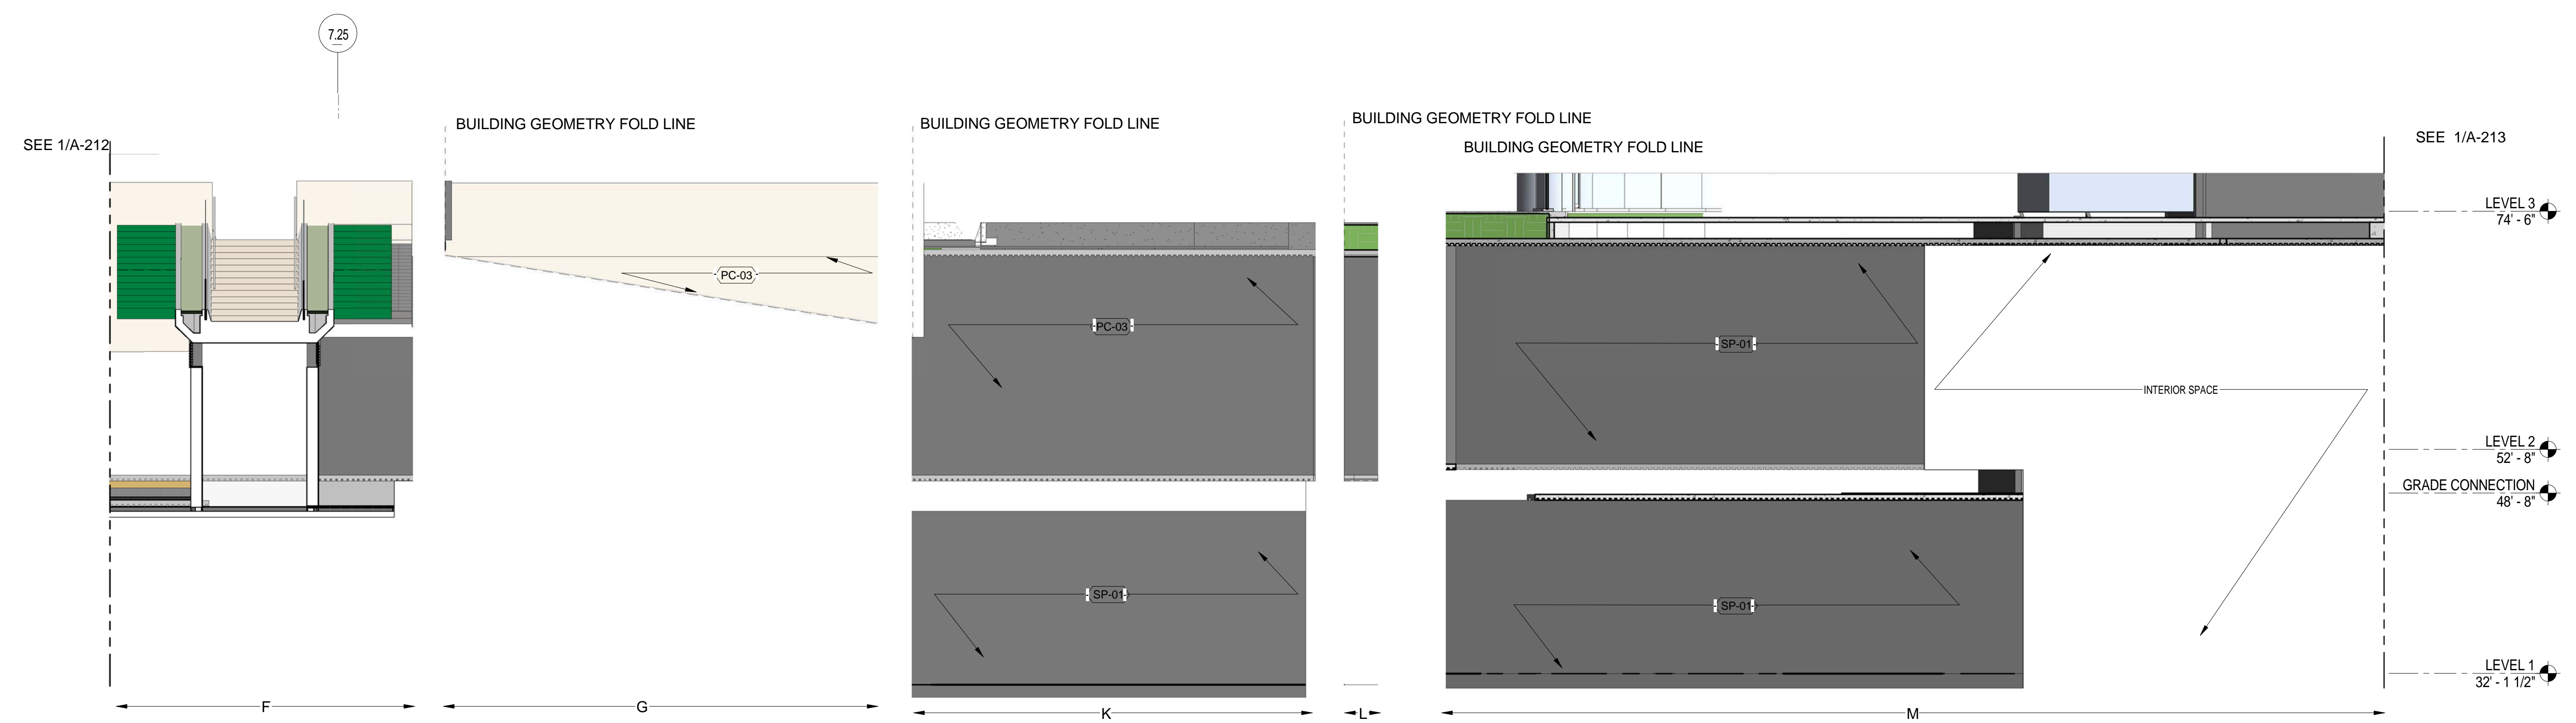 7.25
SEE 1/A-212
BUILDING GEOMETRY FOLD LINE
BUILDING GEOMETRY FOLD LINE
BUILDING GEOMETRY FOLD LINE
BUILDING GEOMETRY FOLD LINE
SEE 1/A-213
LEVEL 3
74' - 6"
PC-03
PC-03
SP-01
INTERIOR SPACE
LEVEL 2
52' - 8"
GRADE CONNECTION
48' - 8"
SP-01
SP-01
LEVEL 1
32' - 1 1/2"
F
G
K
L
M